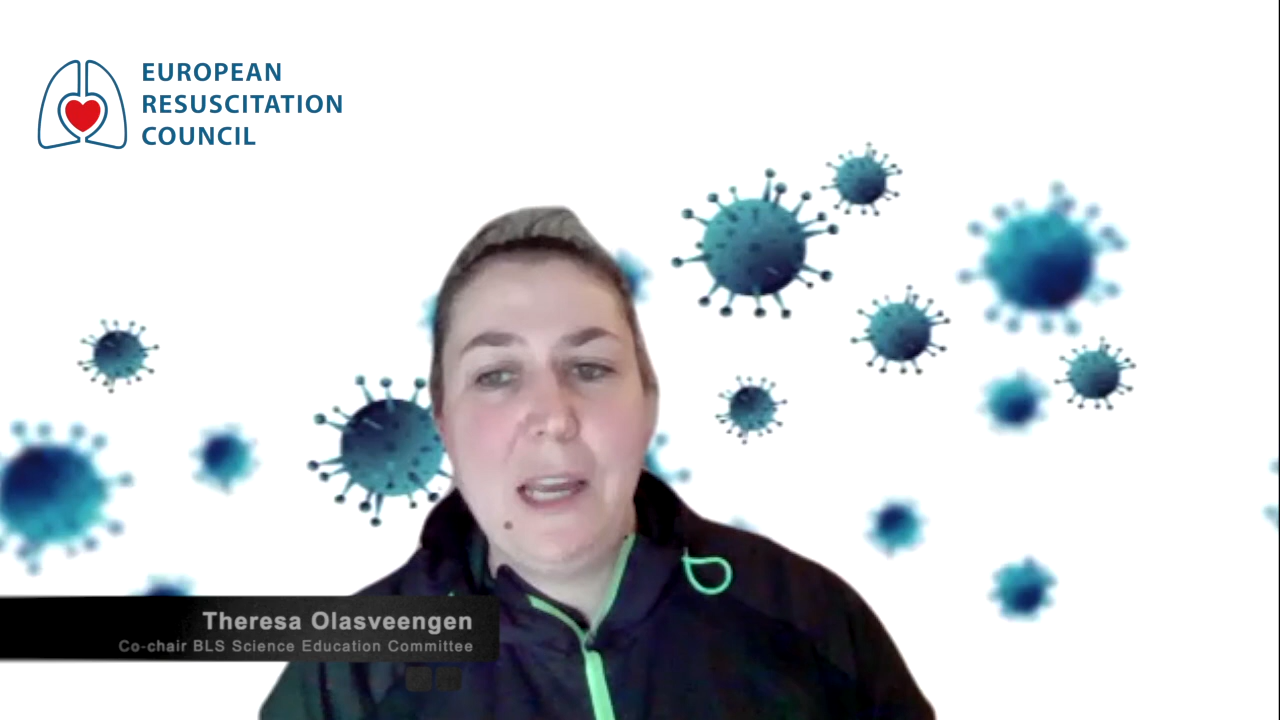 EUROPEAN
RESUSCITATION
COUNCIL
Theresa Olasveengen
Co-chair BLS Science Education Committee